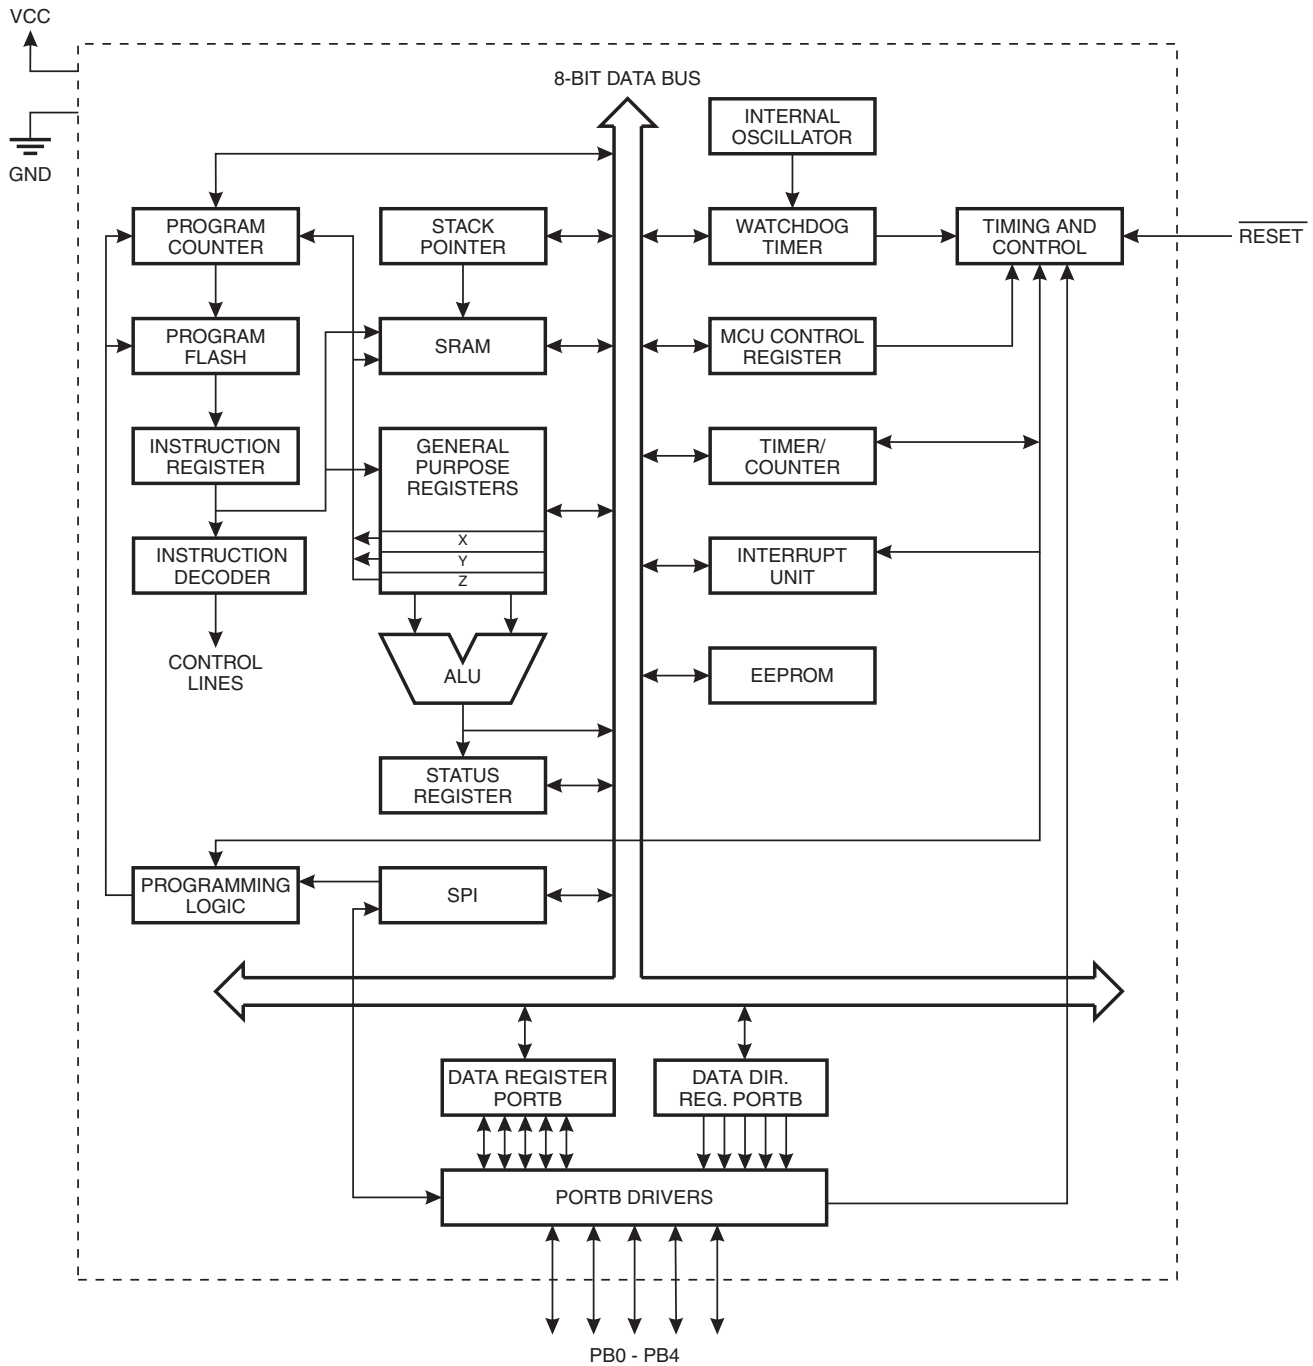 VCC
8-BIT DATA BUS
INTERNAL
OSCILLATOR
GND
PROGRAM
COUNTER
STACK
POINTER
WATCHDOG
TIMER
TIMING AND
CONTROL
RESET
PROGRAM
FLASH
SRAM
MCU CONTROL
REGISTER
INSTRUCTION
REGISTER
GENERAL
PURPOSE
REGISTERS
X
Y
Z
TIMER/
COUNTER
INSTRUCTION
DECODER
INTERRUPT
UNIT
CONTROL
LINES
ALU
EEPROM
STATUS
REGISTER
PROGRAMMING
LOGIC
SPI
DATA REGISTER
PORTB
DATA DIR.
REG. PORTB
PORTB DRIVERS
PB0 - PB4